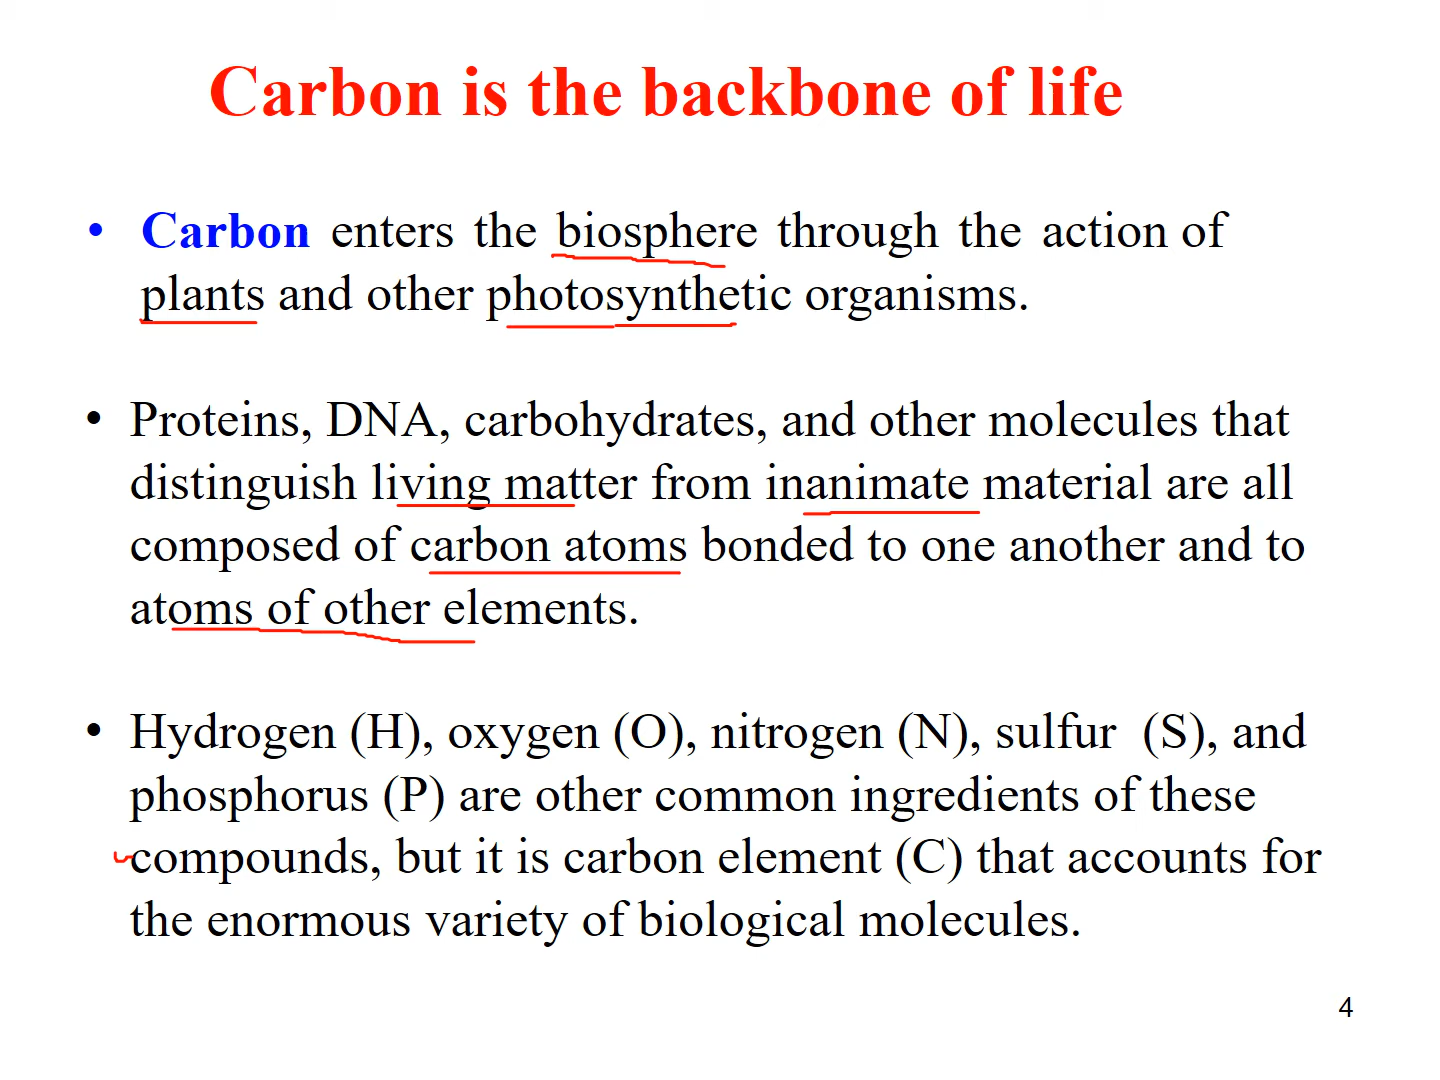 Carbon is the backbone of life
• Carbon enters the biosphere through the action of
plants and other photosynthetic organisms.
• Proteins, DNA, carbohydrates, and other molecules that
distinguish living matter from inanimate material are all
composed of carbon atoms bonded to one another and to
atoms of other elements.
• Hydrogen (H), oxygen (O), nitrogen (N), sulfur (S), and
phosphorus (P) are other common ingredients of these
compounds, but it is carbon element (C) that accounts for
the enormous variety of biological molecules.
4